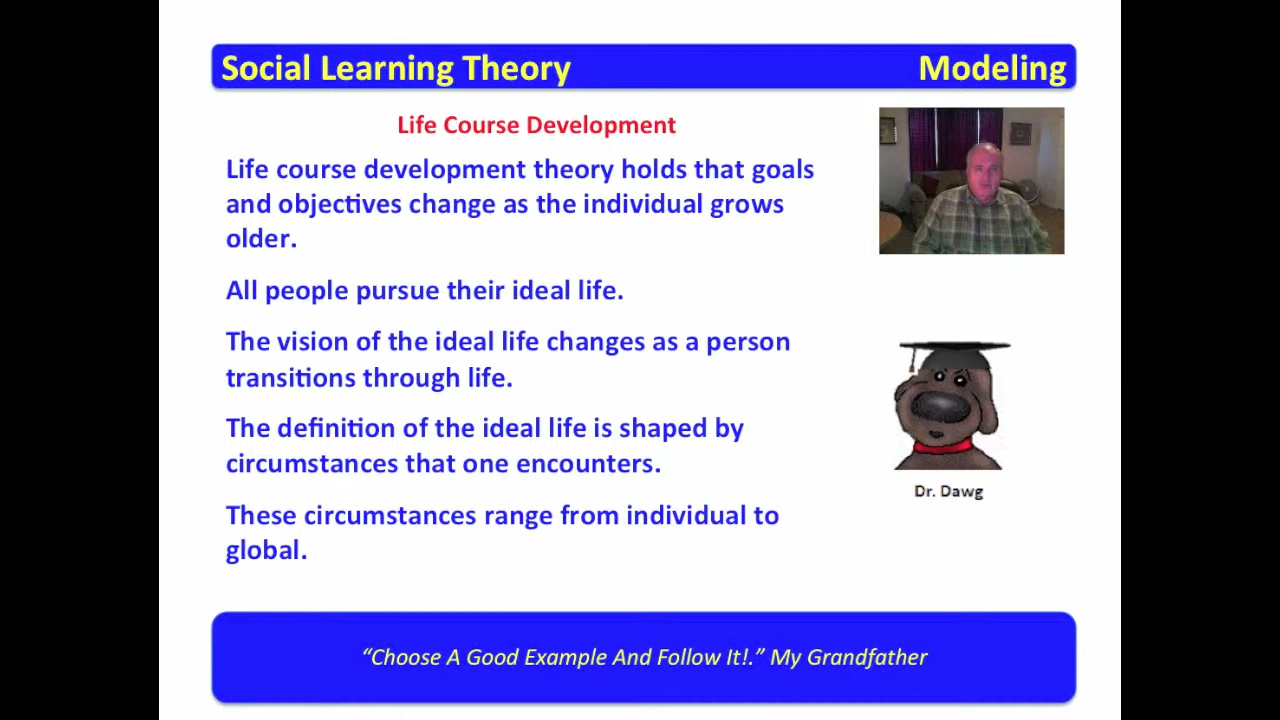 Social Learning Theory Modeling
Life Course Development
Life course development theory holds that goals
and objectives change as the individual grows
older.
All people pursue their ideal life.
The vision of the ideal life changes as a person
transitions through life.
The definition of the ideal life is shaped by
circumstances that one encounters.
These circumstances range from individual to
global.
Dr. Dawg
“Choose A Good Example And Follow It!.” My Grandfather